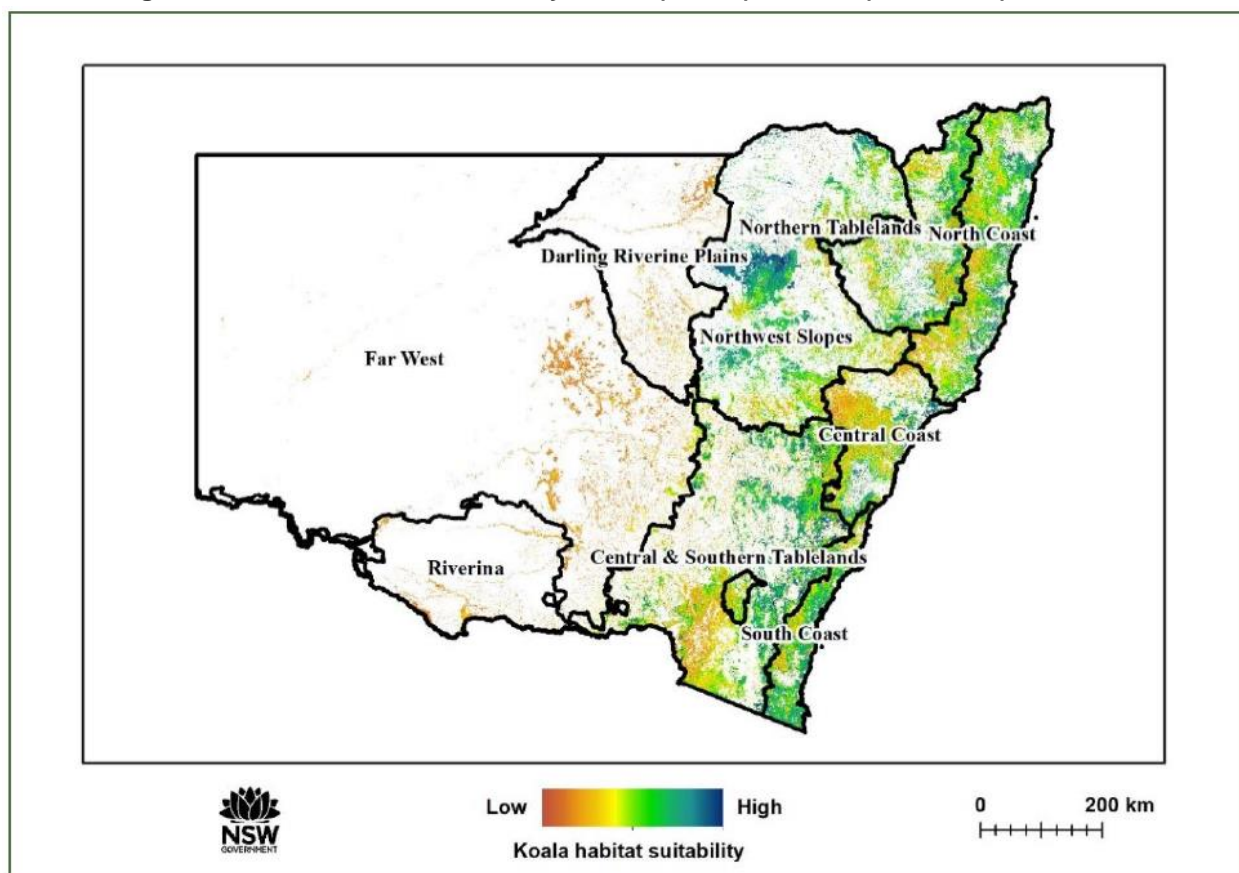 Northern Tablelands
North Coast
Darling Riverine Plains
Northwest Slopes
Far West
Central Coast
Central & Southern Tablelands
Riverina
South Coast
Low
High
Koala habitat suitability
0
200 km
NSW
GOVERNMENT